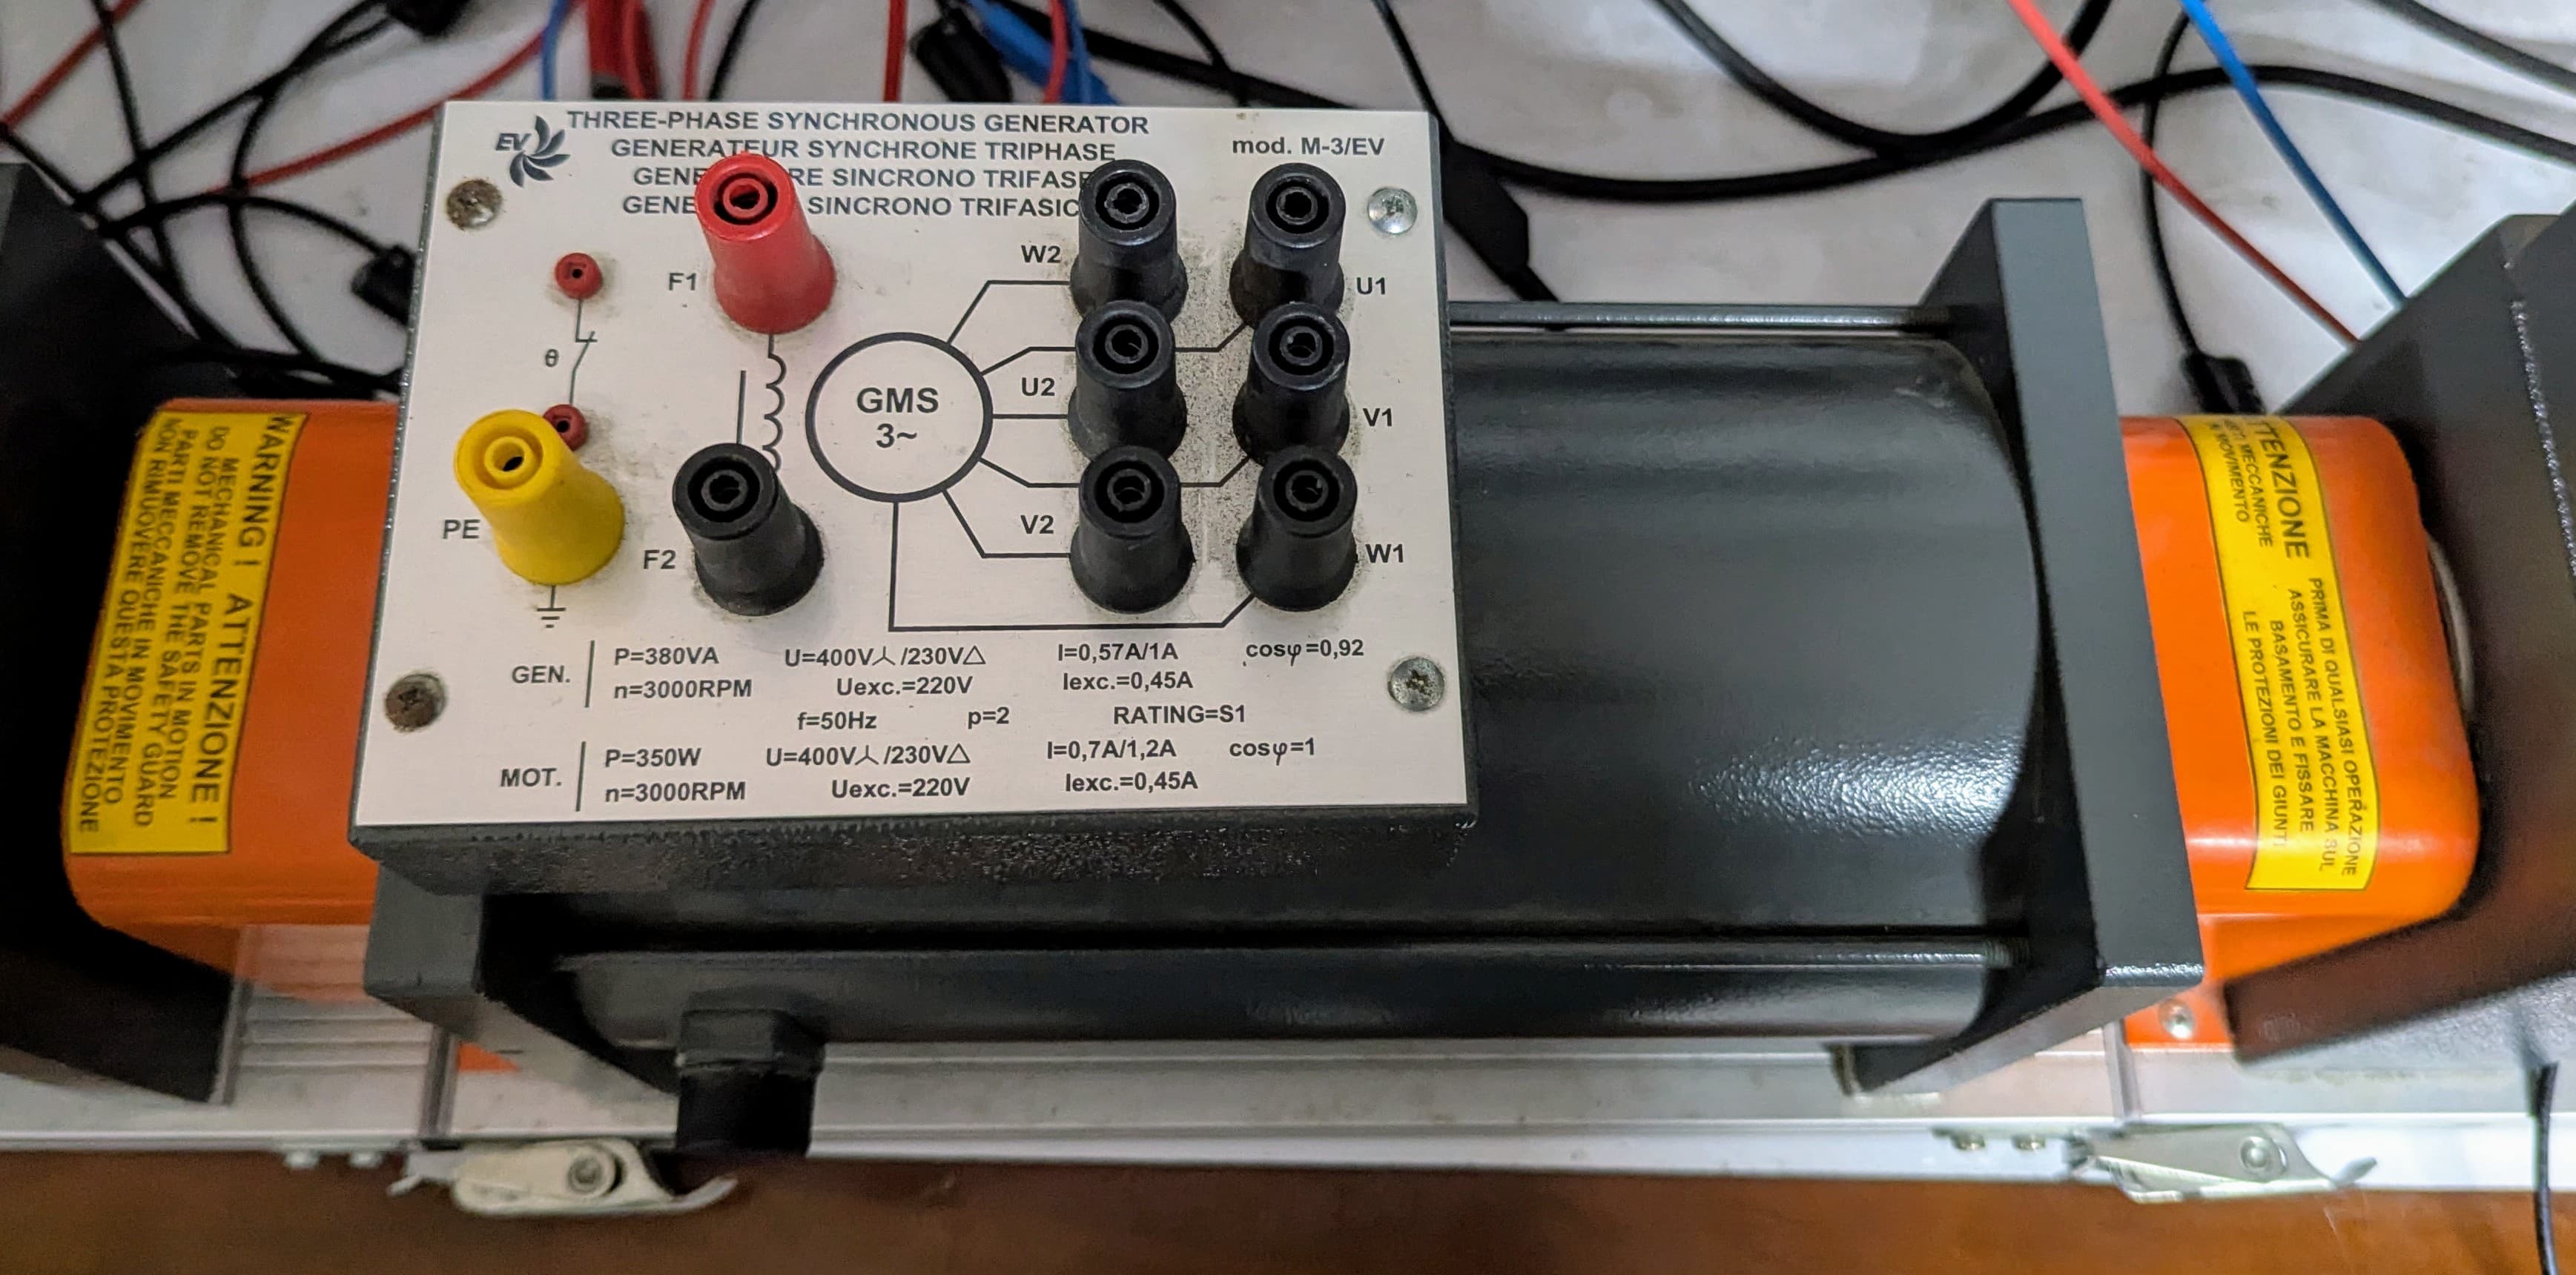 EV
THREE-PHASE SYNCHRONOUS GENERATOR
GENERATEUR SYNCHRONE TRIPHASE
GENE RE SINCRONO TRIFASE
GENE SINCRONO TRIFASIC
mod. M-3/EV
W2
U1
F1
θ
U2
GMS
3~
V1
PE
F2
V2
W1
GEN.
P=380VA U=400V⅄/230V△ I=0,57A/1A cosφ=0,92
n=3000RPM Uexc.=220V Iexc.=0,45A
f=50Hz p=2 RATING=S1
MOT.
P=350W U=400V⅄/230V△ I=0,7A/1,2A cosφ=1
n=3000RPM Uexc.=220V Iexc.=0,45A
WARNING ! ATTENZIONE !
MECHANICAL PARTS IN MOTION
DO NOT REMOVE THE SAFETY GUARD
PARTI MECCANICHE IN MOVIMENTO
NON RIMUOVERE QUESTA PROTEZIONE
TTENZIONE
MECCANICHE
MOVIMENTO
PRIMA DI QUALSIASI OPERAZIONE
ASSICURARE LA MACCHINA SUL
BASAMENTO E FISSARE
LE PROTEZIONI DEI GIUNTI